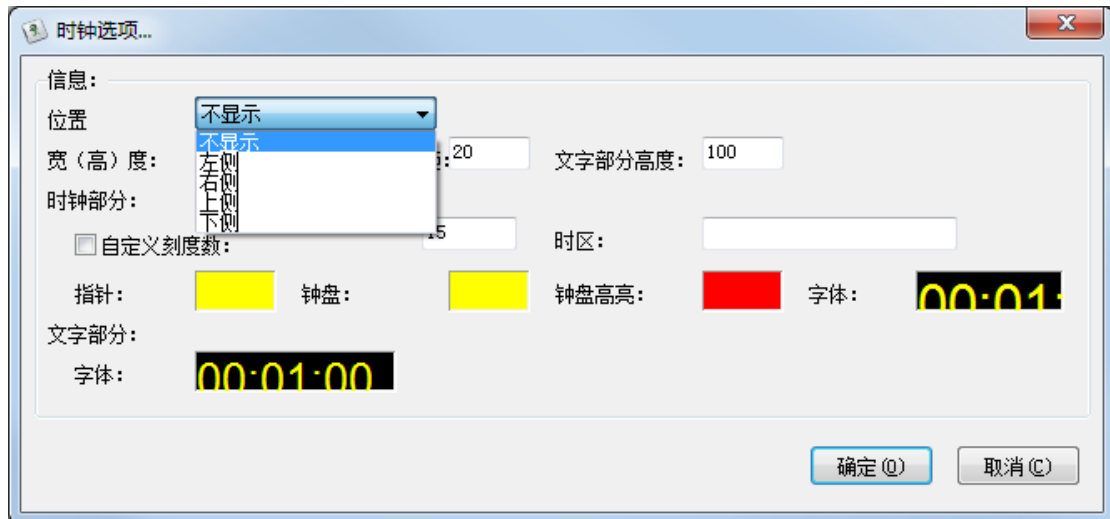 时钟选项...
信息：
位置 不显示
不显示
左侧
右侧
上侧
下侧
宽（高）度： 20 文字部分高度： 100
时钟部分：
自定义刻度数： 15 时区：
指针： 钟盘： 钟盘高亮： 字体： 00:01:
文字部分：
字体： 00:01:00
确定(O) 取消(C)